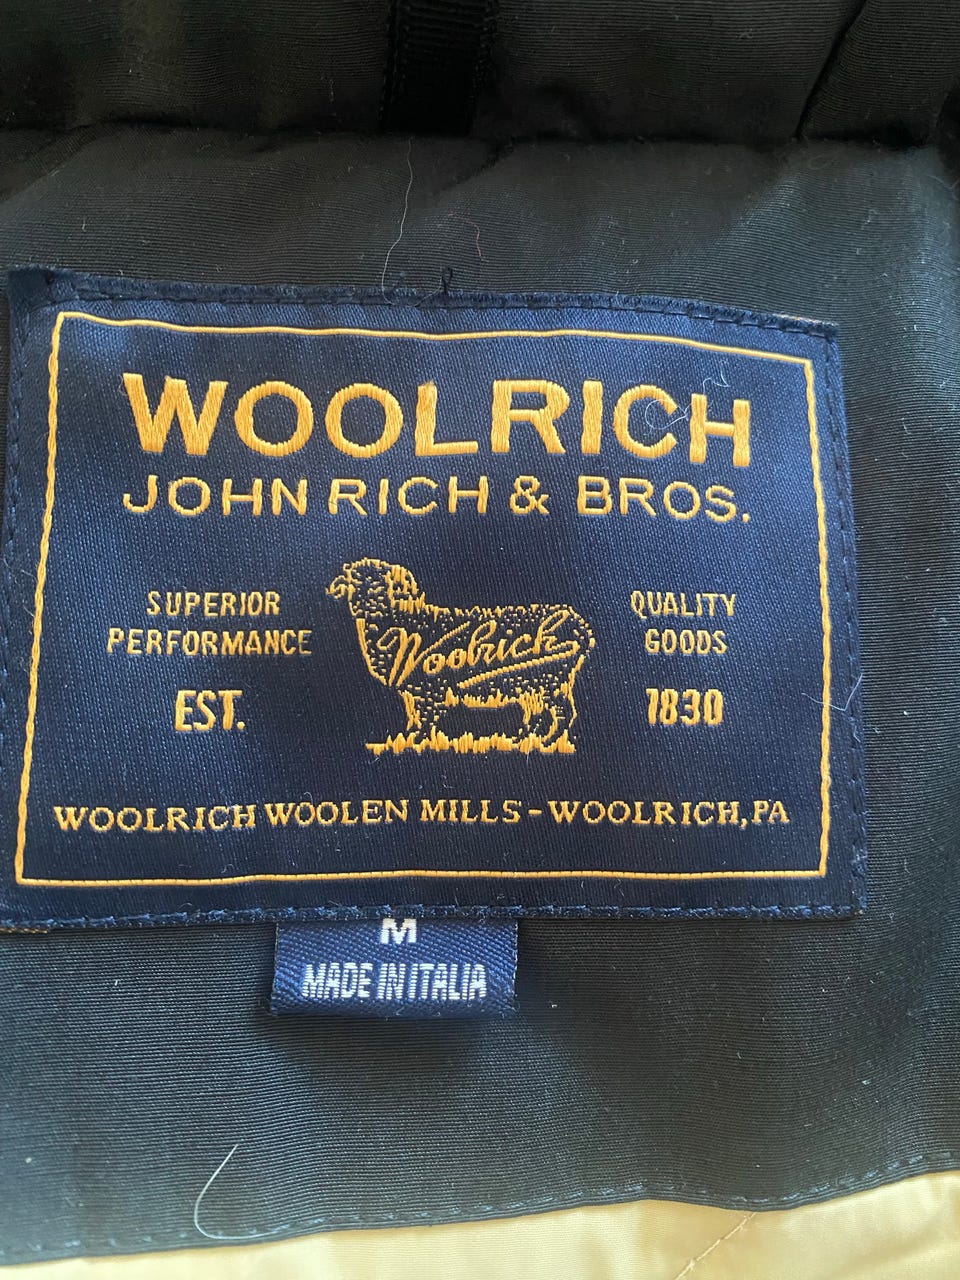 WOOLRICH
JOHN RICH & BROS.
SUPERIOR
PERFORMANCE
EST.
Woolrich
QUALITY
GOODS
1830
WOOLRICH WOOLEN MILLS-WOOLRICH, PA
M
MADE IN ITALIA